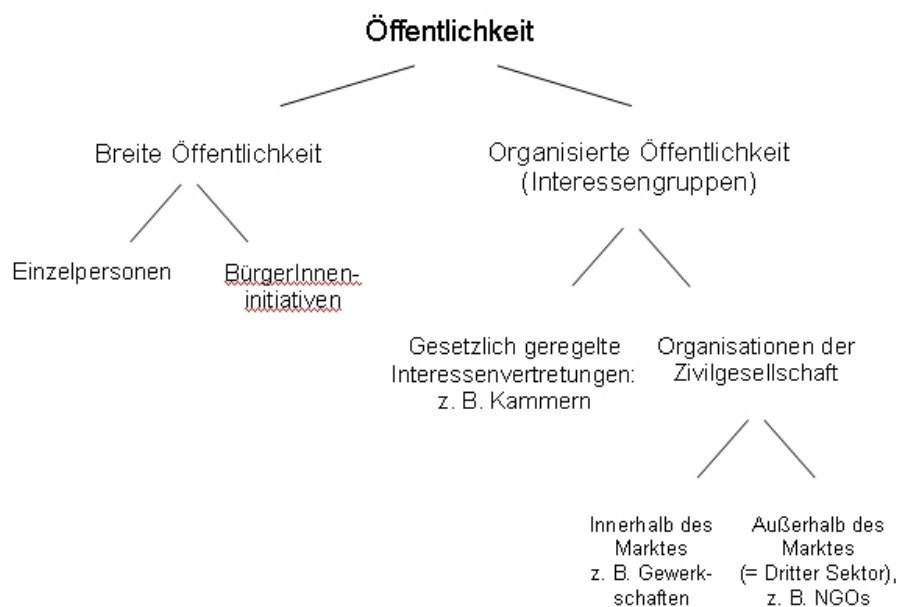 Öffentlichkeit
Breite Öffentlichkeit
Organisierte Öffentlichkeit
(Interessengruppen)
Einzelpersonen
BürgerInnen-
initiativen
Gesetzlich geregelte
Interessenvertretungen:
z. B. Kammern
Organisationen der
Zivilgesellschaft
Innerhalb des
Marktes
z. B. Gewerk-
schaften
Außerhalb des
Marktes
(= Dritter Sektor),
z. B. NGOs